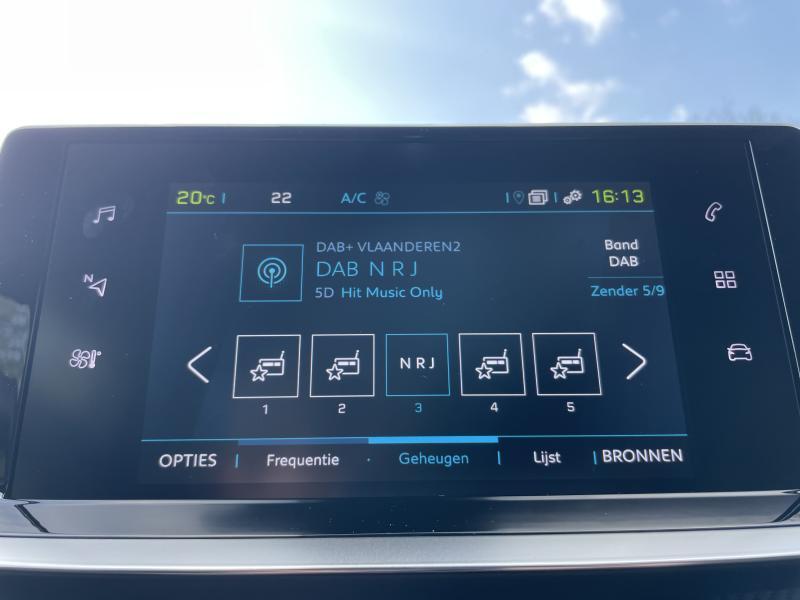 20°C 22 A/C 16:13
DAB+ VLAANDEREN2
DAB N R J
5D Hit Music Only
Band
DAB
Zender 5/9
N
N R J
1 2 3 4 5
OPTIES Frequentie Geheugen Lijst BRONNEN